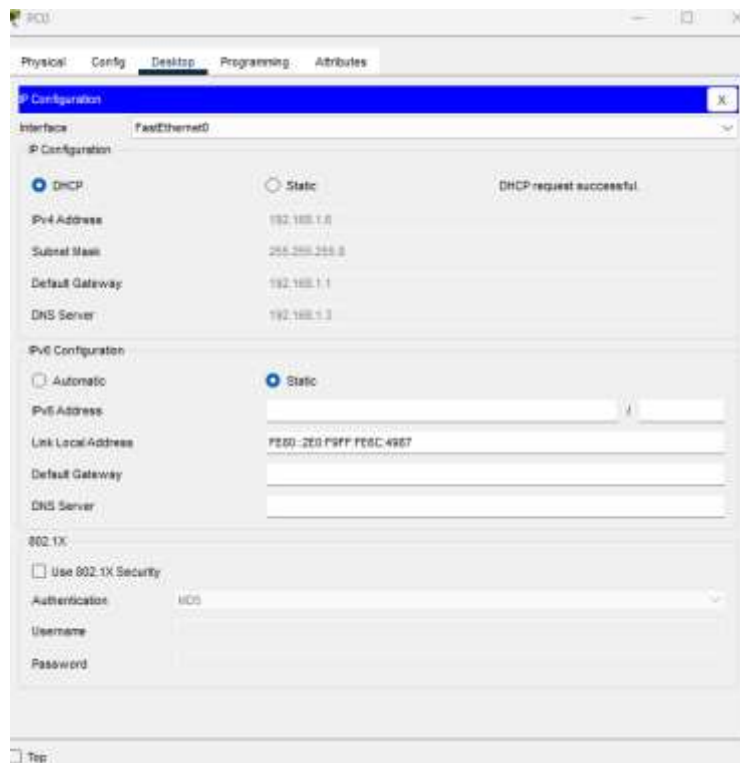 Physical Config Desktop Programming Attributes
IP Configuration X
Interface FastEthernet0
IP Configuration
DHCP Static DHCP request successful.
IPv4 Address
Subnet Mask 255.255.255.0
Default Gateway 192.168.1.1
DNS Server 192.168.1.3
IPv6 Configuration
Automatic Static
IPv6 Address /
Link Local Address FE80::2E0:F9FF:FE6C:4987
Default Gateway
DNS Server
802.1X
Use 802.1X Security
Authentication MD5
Username
Password
Top